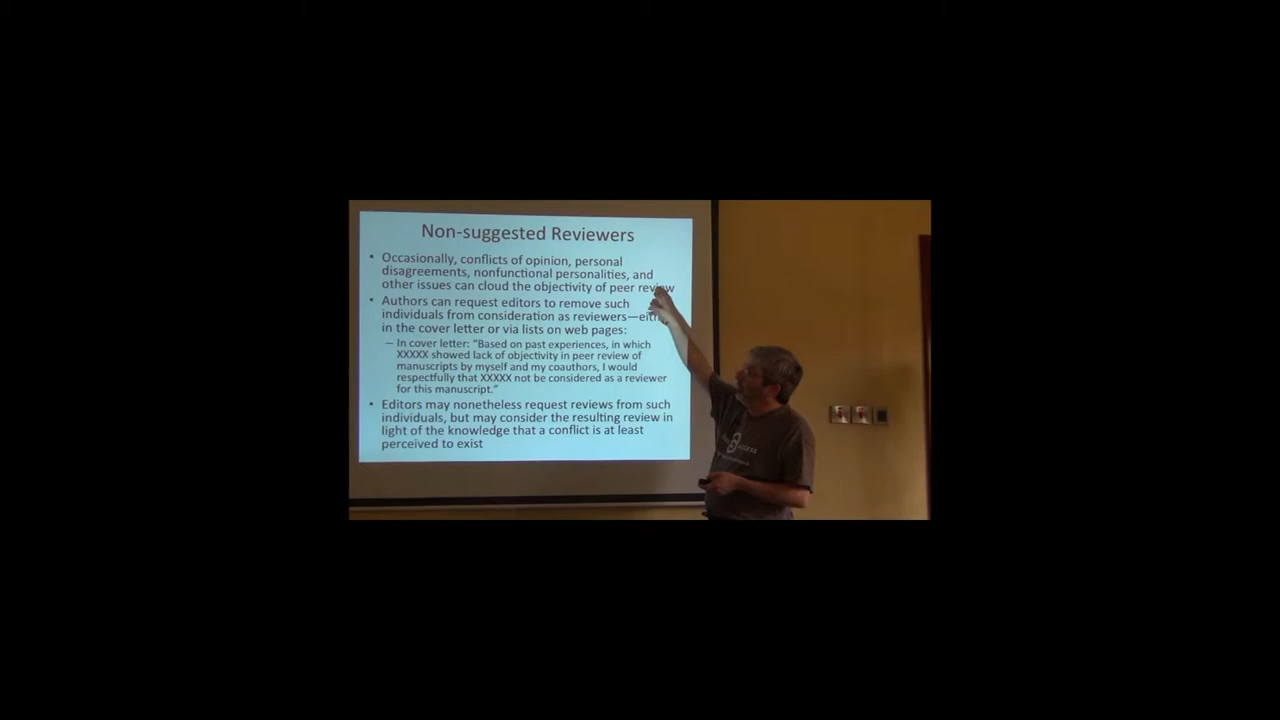 Non-suggested Reviewers
• Occasionally, conflicts of opinion, personal
disagreements, nonfunctional personalities, and
other issues can cloud the objectivity of peer review
• Authors can request editors to remove such
individuals from consideration as reviewers—either
in the cover letter or via lists on web pages:
– In cover letter: “Based on past experiences, in which
XXXXX showed lack of objectivity in peer review of
manuscripts by myself and my coauthors, I would
respectfully that XXXXX not be considered as a reviewer
for this manuscript.”
• Editors may nonetheless request reviews from such
individuals, but may consider the resulting review in
light of the knowledge that a conflict is at least
perceived to exist